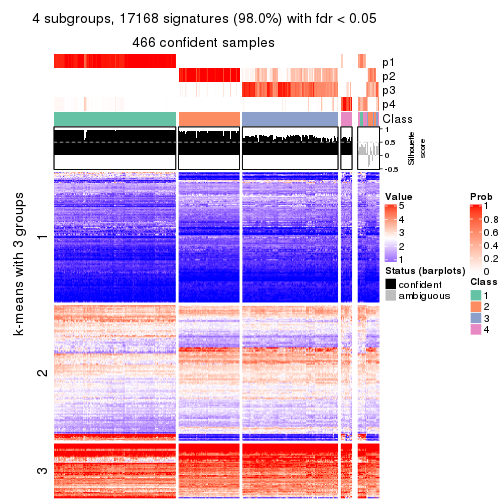 4 subgroups, 17168 signatures (98.0%) with fdr < 0.05
466 confident samples
p1
p2
p3
p4
Class
1
0.5
0
-0.5
Silhouette
score
k-means with 3 groups
1
2
3
Value
5
4
3
2
1
Status (barplots)
confident
ambiguous
Prob
1
0.8
0.6
0.4
0.2
0
Class
1
2
3
4